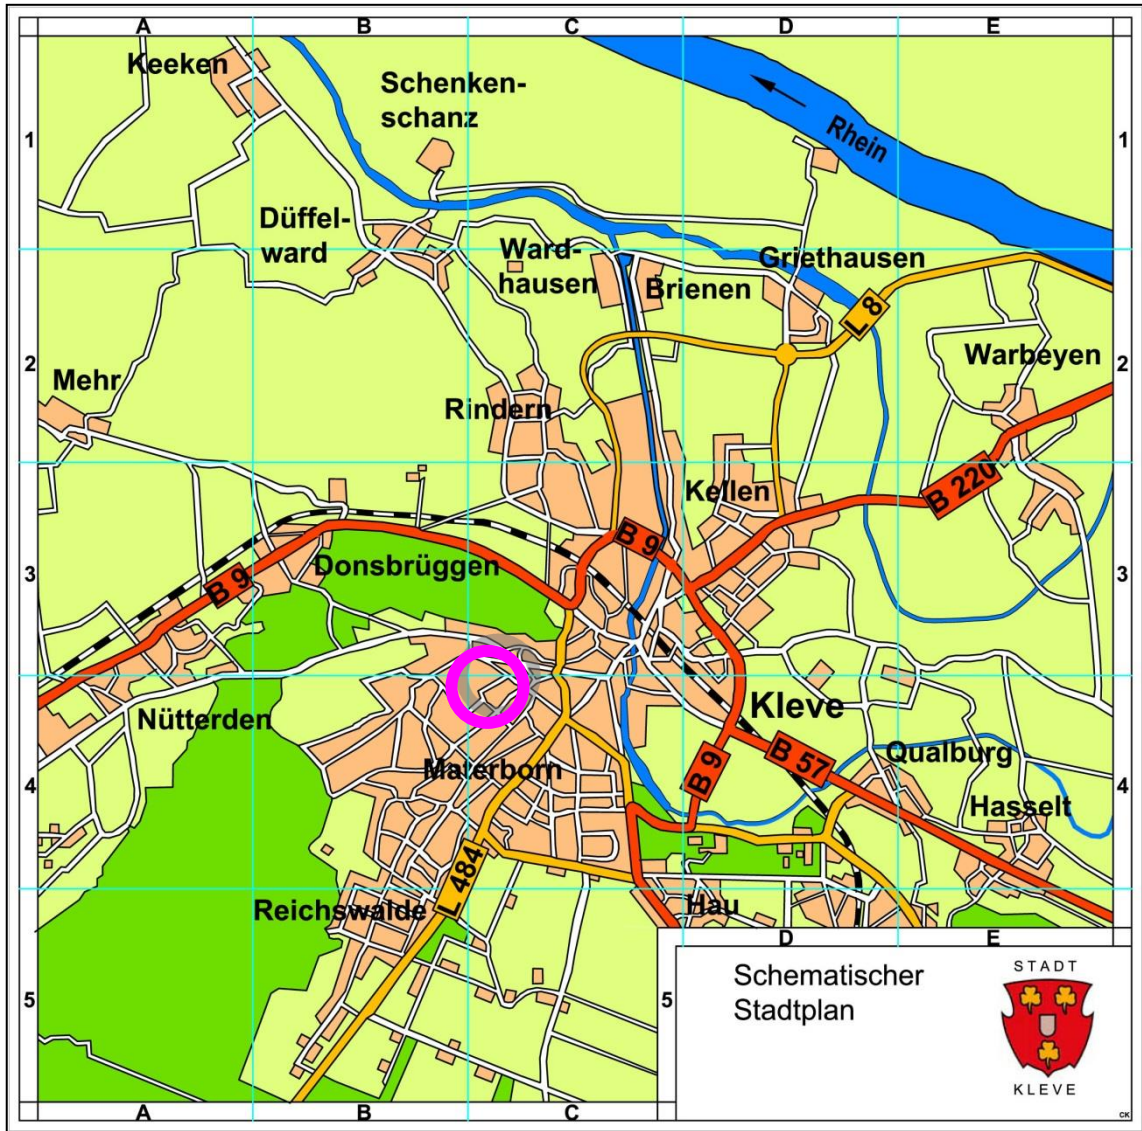 A B C D E
Keeken
Schenken-
schanz
1 1
Rhein
Düffel-
ward
Ward-
hausen
Griethausen
Brienen
L 8
Warbeyen
2 2
Mehr
Rindern
Kellen
B 220
B 9
3 3
Donsbrüggen
B 9
Nütterden
Kleve
Qualburg
B 57
B 9
Materborn
4 4
Hasselt
L 484
Reichswalde
Hau
D E
5 5
Schematischer
Stadtplan
STADT
KLEVE
A B C
CK